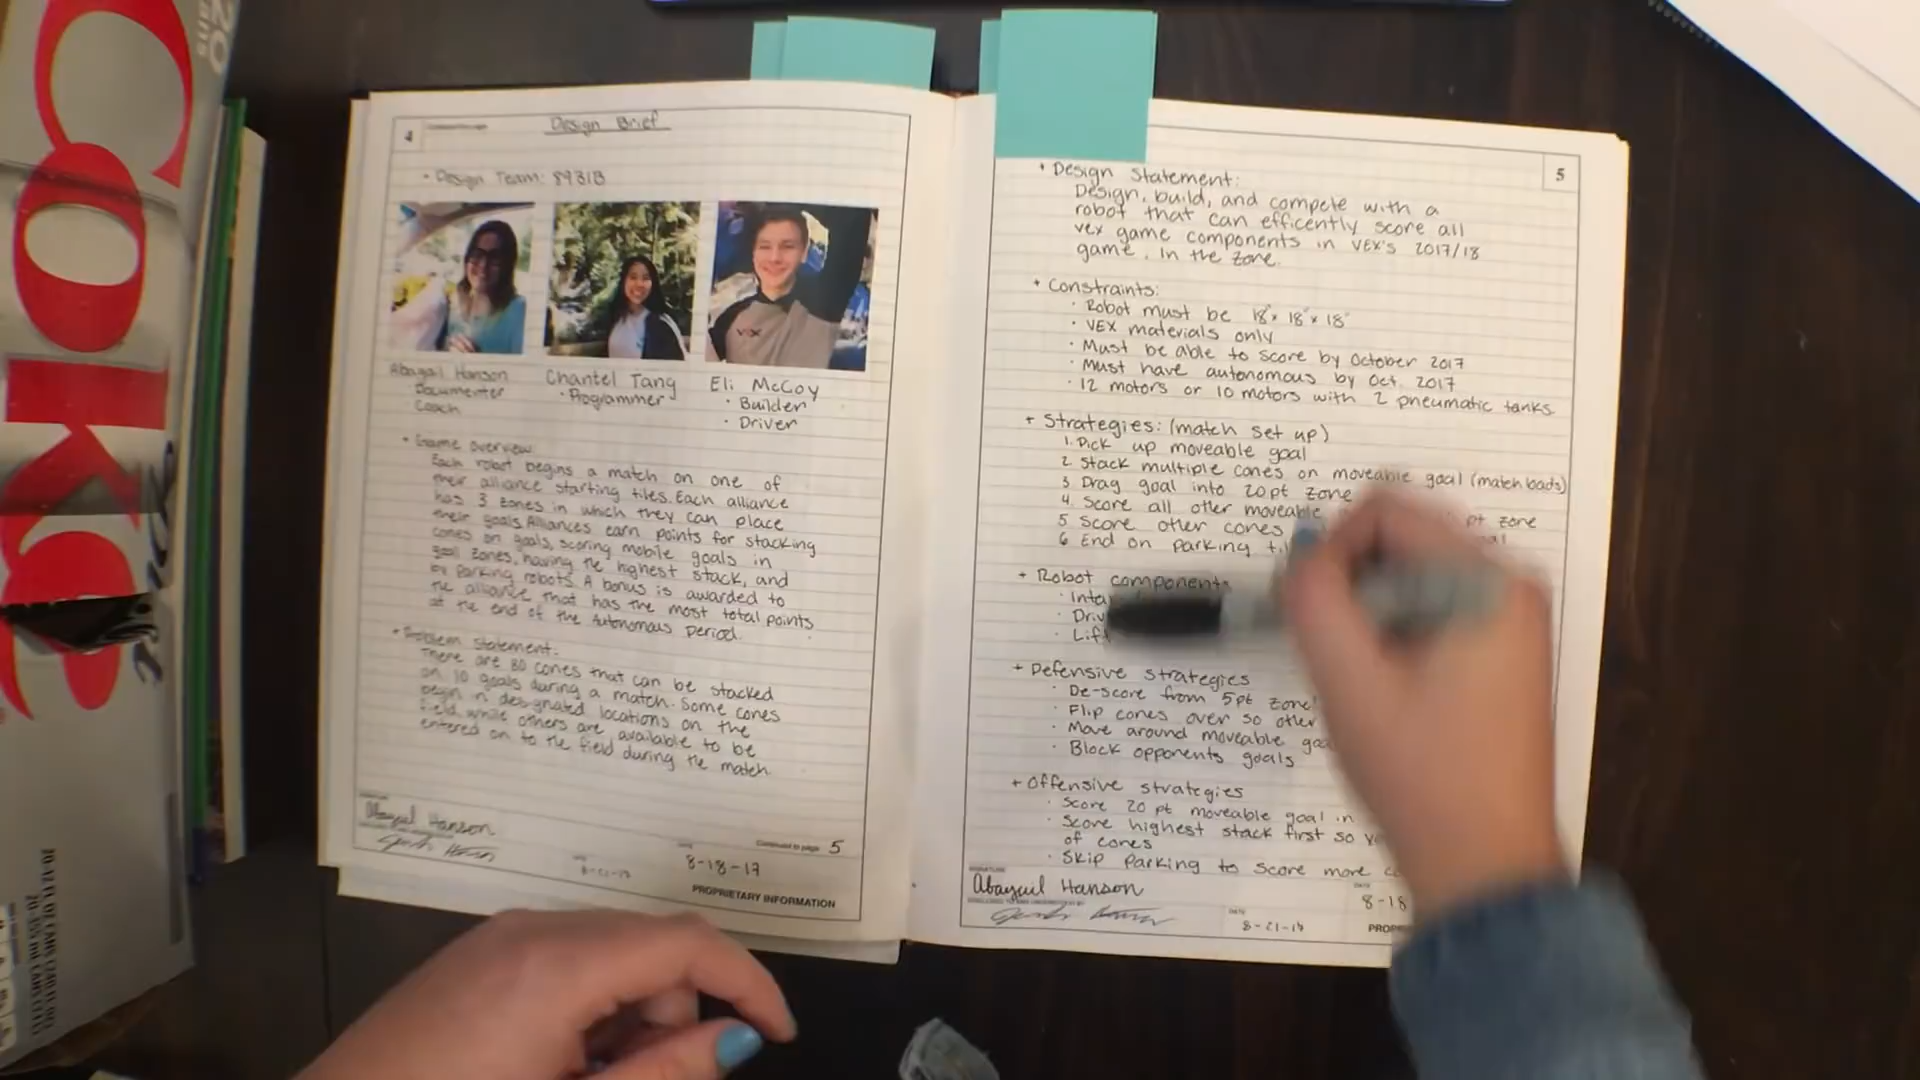 Coke
4
Design Brief
• Design Team: 8931B
Abagail Hanson
Documenter
Coach
Chantel Tang
• Programmer
Eli McCoy
• Builder
• Driver
• Game overview
Each robot begins a match on one of
their alliance starting tiles. Each alliance
has 3 zones in which they can place
their goals. Alliances earn points for stacking
cones on goals, scoring mobile goals in
goal zones, having the highest stack, and
by parking robots. A bonus is awarded to
the alliance that has the most total points
at the end of the Autonomous Period.
• Problem statement:
There are 80 cones that can be stacked
on 10 goals during a match. Some cones
begin in designated locations on the
field, while others are available to be
entered on to the field during the match.
Abagail Hanson
Continued to page 5
8-18-17
PROPRIETARY INFORMATION
5
• Design Statement:
Design, build, and compete with a
robot that can efficently score all
vex game components in VEX's 2017/18
game, In the Zone.
• Constraints:
• Robot must be 18" x 18" x 18"
• VEX materials only
• Must be able to score by October 2017
• Must have autonomous by Oct. 2017
• 12 motors or 10 motors with 2 pneumatic tanks
+ Strategies: (match set up)
1. Pick up moveable goal
2. Stack multiple cones on moveable goal (match loads)
3 Drag goal into 20pt zone
4. Score all other moveable pt zone
5 Score other cones
6 End on parking
+ Robot components
+ Defensive strategies
• De-score from 5pt zone
• Flip cones over so other
• Move around moveable
• Block opponents goals
+ Offensive strategies
• Score 20 pt moveable goal in
• Score highest stack first so
of cones
• Skip parking to score more
Abagail Hanson
8-18
8-21-17